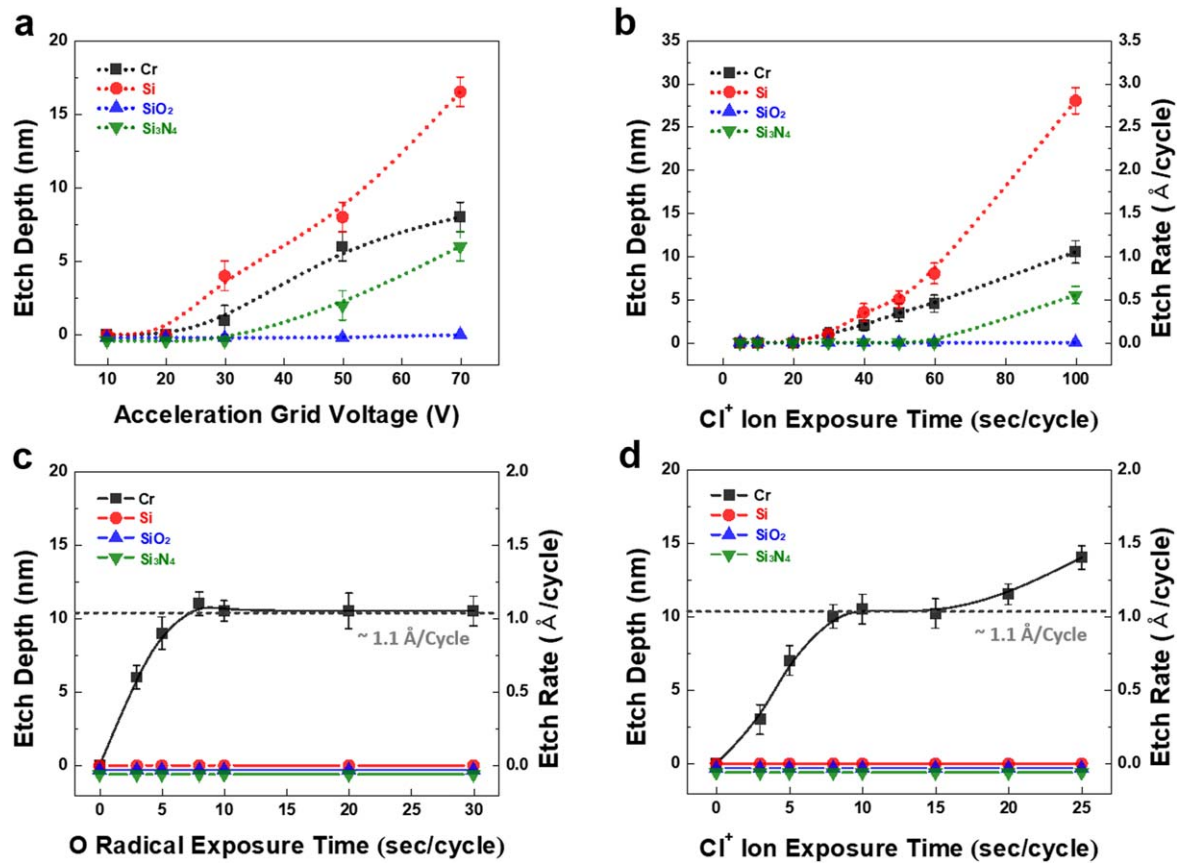 a
20
15
10
5
0
Etch Depth (nm)
Cr
Si
SiO₂
Si₃N₄
10 20 30 40 50 60 70
Acceleration Grid Voltage (V)
b
35
30
25
20
15
10
5
0
Etch Depth (nm)
Cr
Si
SiO₂
Si₃N₄
3.5
3.0
2.5
2.0
1.5
1.0
0.5
0.0
Etch Rate ( Å/cycle)
0 20 40 60 80 100
Cl⁺ Ion Exposure Time (sec/cycle)
c
20
15
10
5
0
Etch Depth (nm)
Cr
Si
SiO₂
Si₃N₄
~ 1.1 Å/Cycle
2.0
1.5
1.0
0.5
0.0
Etch Rate ( Å/cycle)
0 5 10 15 20 25 30
O Radical Exposure Time (sec/cycle)
d
20
15
10
5
0
Etch Depth (nm)
Cr
Si
SiO₂
Si₃N₄
~ 1.1 Å/Cycle
2.0
1.5
1.0
0.5
0.0
Etch Rate ( Å/cycle)
0 5 10 15 20 25
Cl⁺ Ion Exposure Time (sec/cycle)